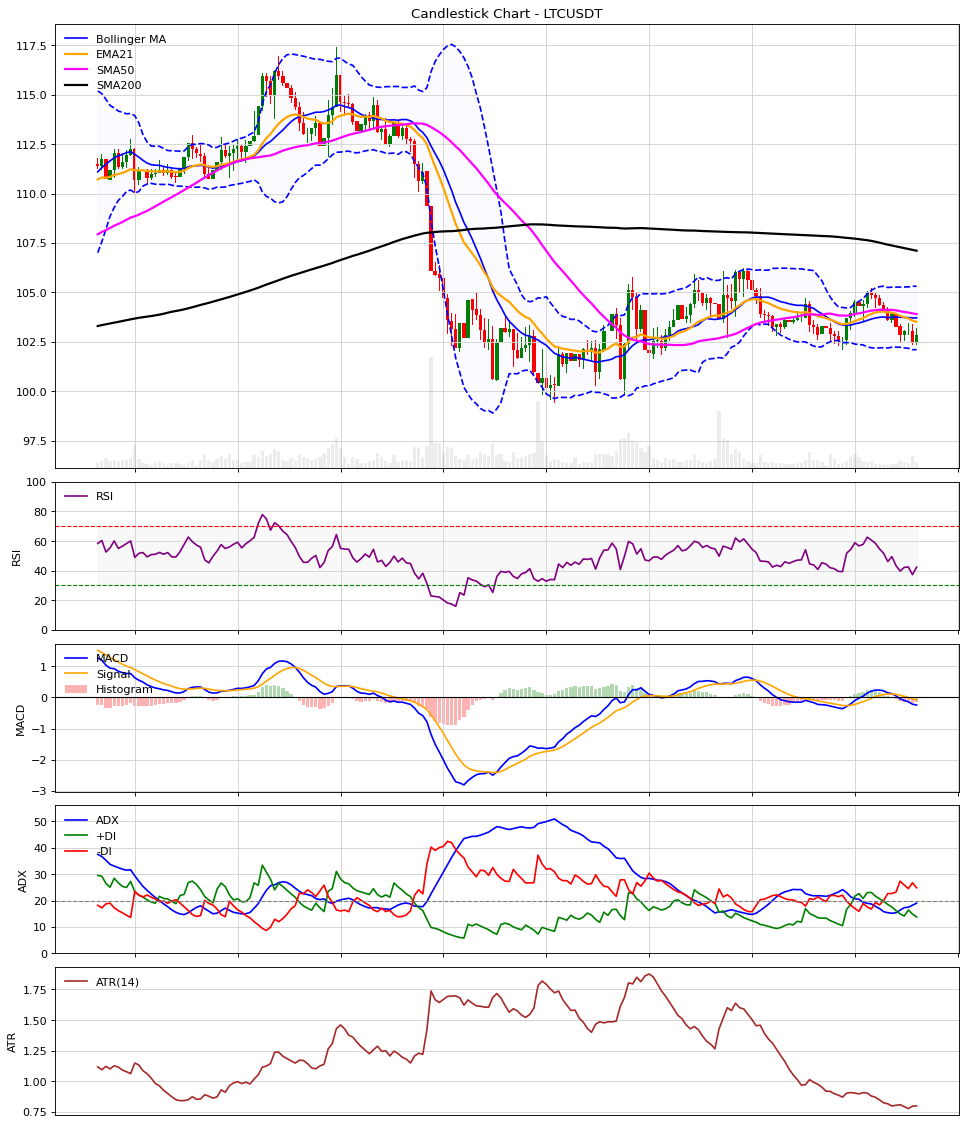 Candlestick Chart - LTCUSDT
Bollinger MA
EMA21
SMA50
SMA200
117.5
115.0
112.5
110.0
107.5
105.0
102.5
100.0
97.5
RSI
RSI
100
80
60
40
20
0
MACD
Signal
Histogram
MACD
1
0
−1
−2
−3
ADX
+DI
-DI
ADX
50
40
30
20
10
0
ATR(14)
ATR
1.75
1.50
1.25
1.00
0.75